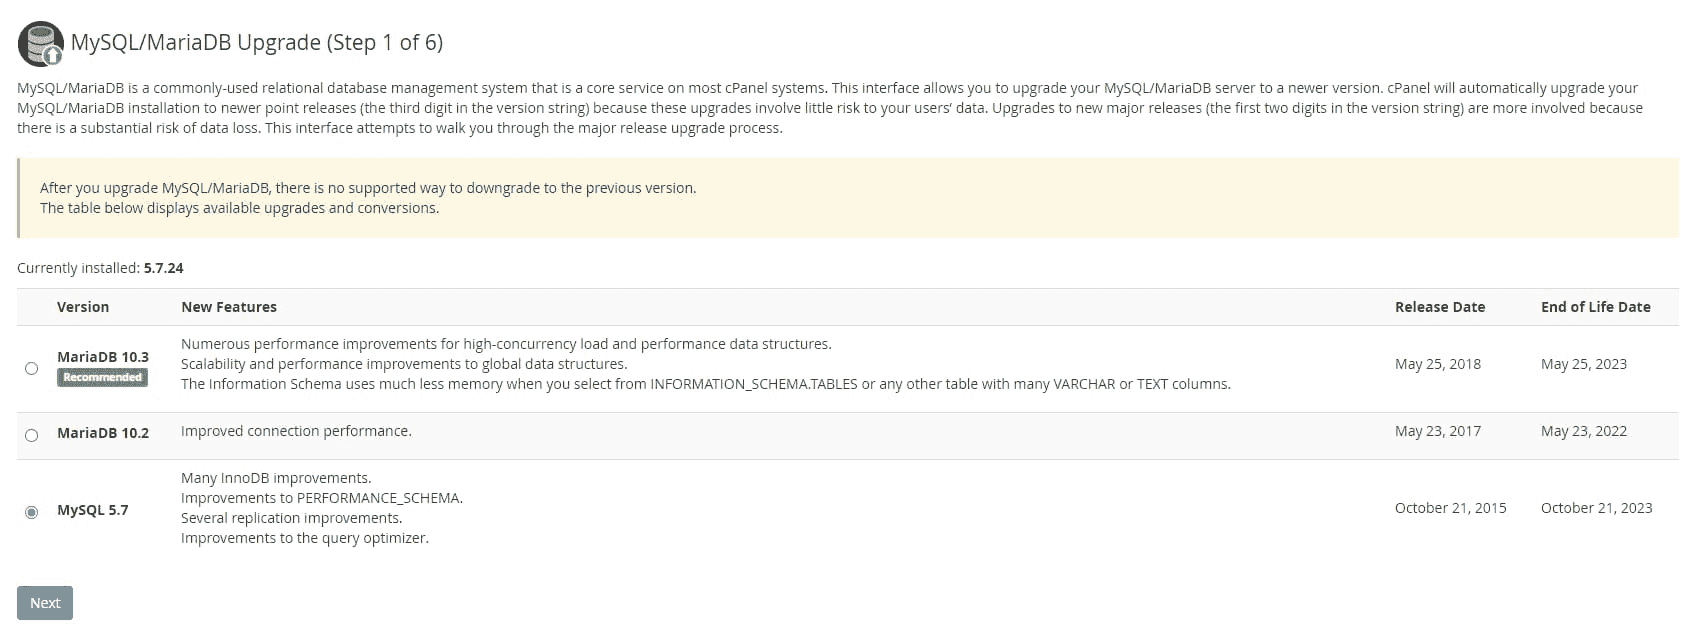 MySQL/MariaDB Upgrade (Step 1 of 6)
MySQL/MariaDB is a commonly-used relational database management system that is a core service on most cPanel systems. This interface allows you to upgrade your MySQL/MariaDB server to a newer version. cPanel will automatically upgrade your
MySQL/MariaDB installation to newer point releases (the third digit in the version string) because these upgrades involve little risk to your users' data. Upgrades to new major releases (the first two digits in the version string) are more involved because
there is a substantial risk of data loss. This interface attempts to walk you through the major release upgrade process.
After you upgrade MySQL/MariaDB, there is no supported way to downgrade to the previous version.
The table below displays available upgrades and conversions.
Currently installed: 5.7.24
Version New Features Release Date End of Life Date
MariaDB 10.3
Recommended
Numerous performance improvements for high-concurrency load and performance data structures.
Scalability and performance improvements to global data structures.
The Information Schema uses much less memory when you select from INFORMATION_SCHEMA.TABLES or any other table with many VARCHAR or TEXT columns.
May 25, 2018 May 25, 2023
MariaDB 10.2 Improved connection performance. May 23, 2017 May 23, 2022
MySQL 5.7
Many InnoDB improvements.
Improvements to PERFORMANCE_SCHEMA.
Several replication improvements.
Improvements to the query optimizer.
October 21, 2015 October 21, 2023
Next